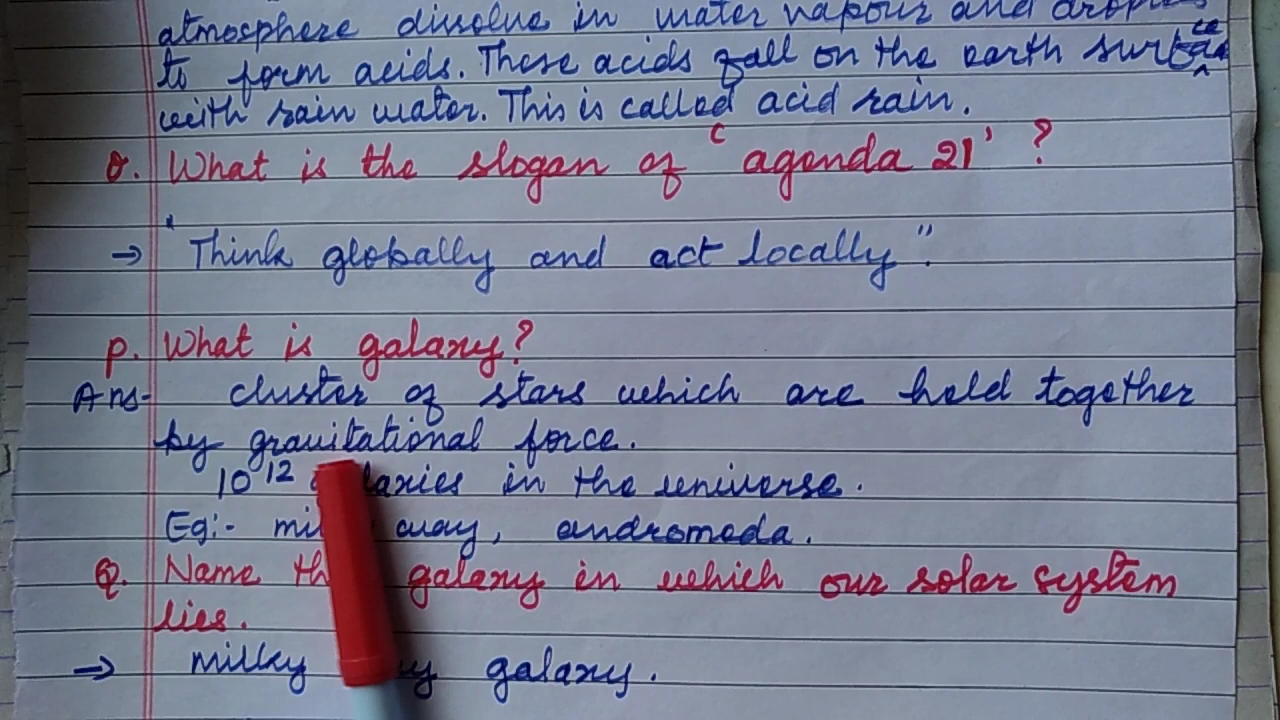 atmosphere dissolve in water vapour and
to form acids. These acids fall on the earth surface
with rain water. This is called acid rain.
o. What is the slogan of 'agenda 21' ?
→ "Think globally and act locally".
p. What is galaxy?
Ans- cluster of stars which are held together
by gravitational force.
10¹² in the universe.
Eg:- way, andromeda.
Q. Name galaxy in which our solar system
lies.
→ milky galaxy.